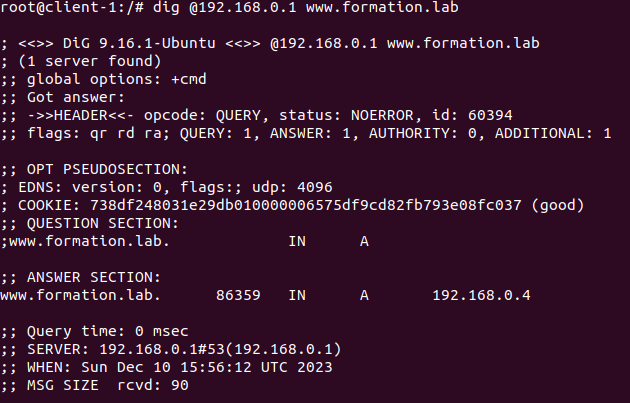 root@client-1:/# dig @192.168.0.1 www.formation.lab
; <<>> DiG 9.16.1-Ubuntu <<>> @192.168.0.1 www.formation.lab
; (1 server found)
;; global options: +cmd
;; Got answer:
;; ->>HEADER<<- opcode: QUERY, status: NOERROR, id: 60394
;; flags: qr rd ra; QUERY: 1, ANSWER: 1, AUTHORITY: 0, ADDITIONAL: 1
;; OPT PSEUDOSECTION:
; EDNS: version: 0, flags:; udp: 4096
; COOKIE: 738df248031e29db010000006575df9cd82fb793e08fc037 (good)
;; QUESTION SECTION:
;www.formation.lab. IN A
;; ANSWER SECTION:
www.formation.lab. 86359 IN A 192.168.0.4
;; Query time: 0 msec
;; SERVER: 192.168.0.1#53(192.168.0.1)
;; WHEN: Sun Dec 10 15:56:12 UTC 2023
;; MSG SIZE rcvd: 90